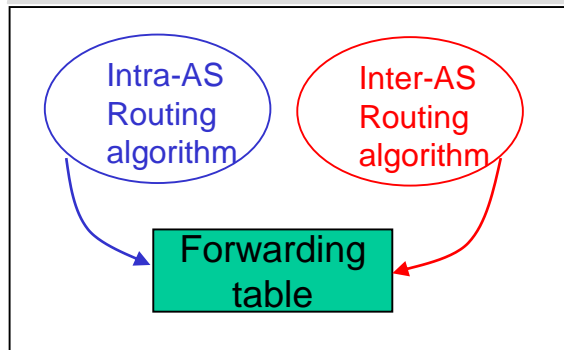 Intra-AS
Routing
algorithm
Inter-AS
Routing
algorithm
Forwarding
table